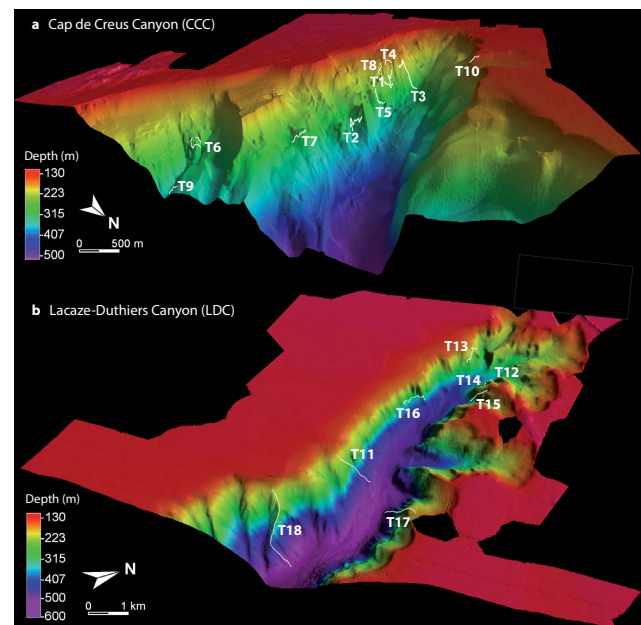 a Cap de Creus Canyon (CCC)
T4
T8
T10
T1
T3
T5
T2
T7
T6
T9
Depth (m)
-130
-223
-315
-407
-500
N
0 500 m
b Lacaze-Duthiers Canyon (LDC)
T13
T12
T14
T15
T16
T11
T17
T18
Depth (m)
-130
-223
-315
-407
-500
-600
N
0 1 km